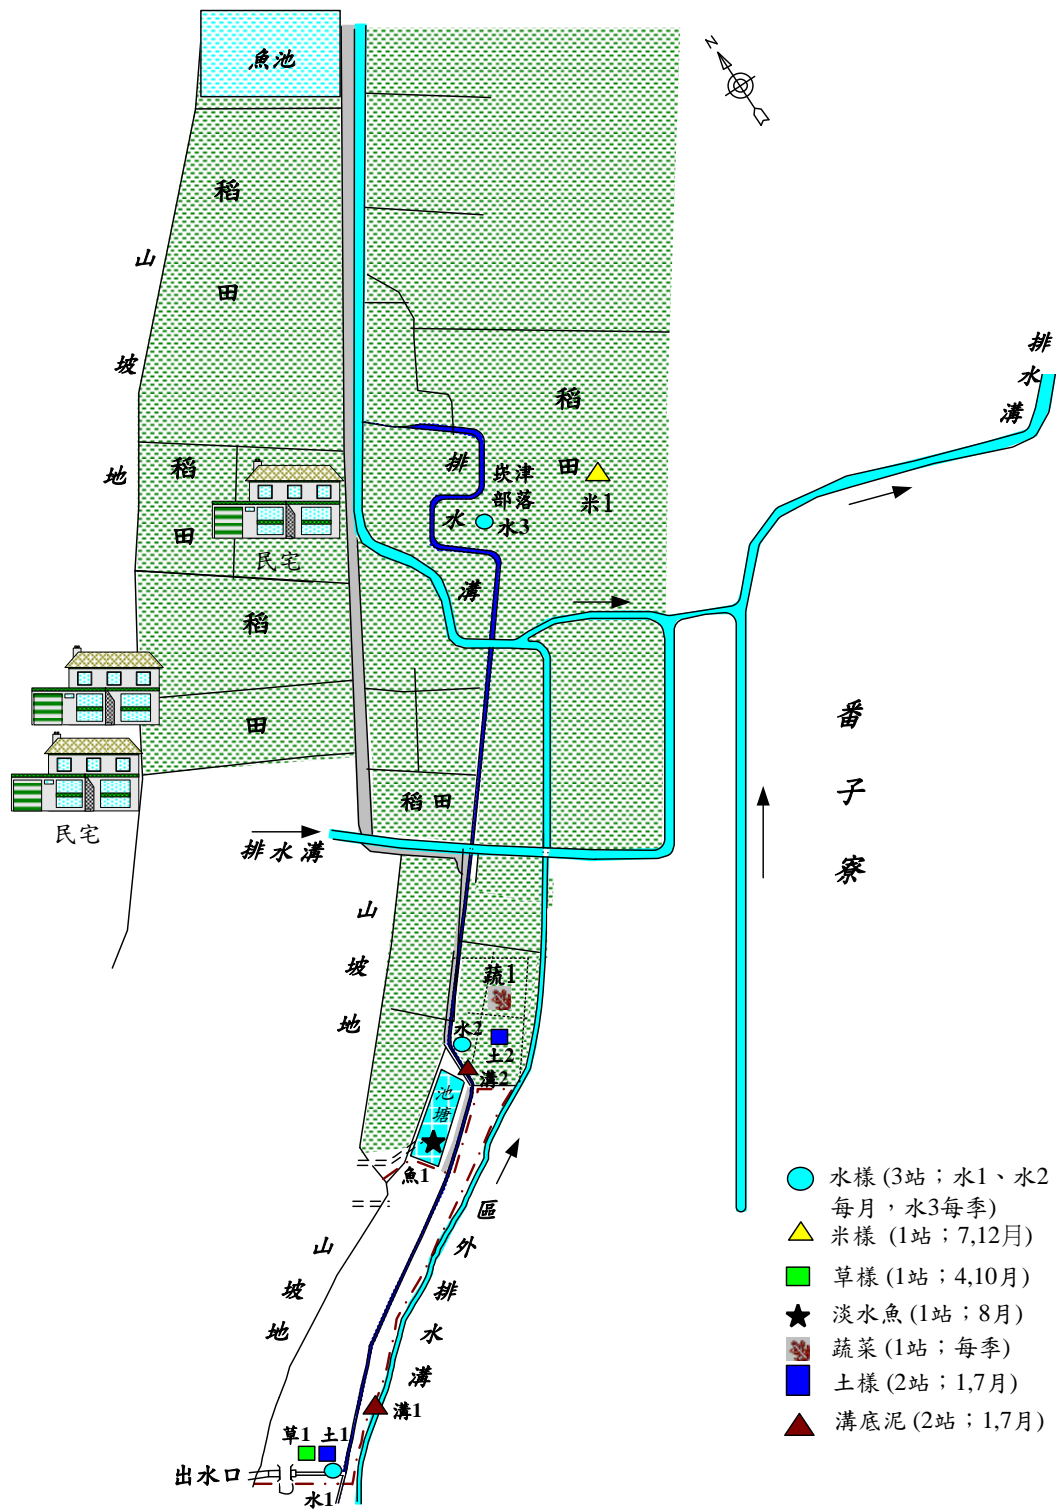 魚池
N
稻
田
山
坡
地
排
水
溝
稻
田
稻
田
排
水
溝
崁津
部落
水3
米1
民宅
稻
田
番
子
寮
民宅
稻田
排水溝
山
坡
地
蔬1
水2
土2
溝2
池
塘
魚1
區
外
排
水
溝
山
坡
地
溝1
草1
土1
出水口
水1
水樣 (3站；水1、水2
每月，水3每季)
米樣 (1站；7,12月)
草樣 (1站；4,10月)
淡水魚 (1站；8月)
蔬菜 (1站；每季)
土樣 (2站；1,7月)
溝底泥 (2站；1,7月)